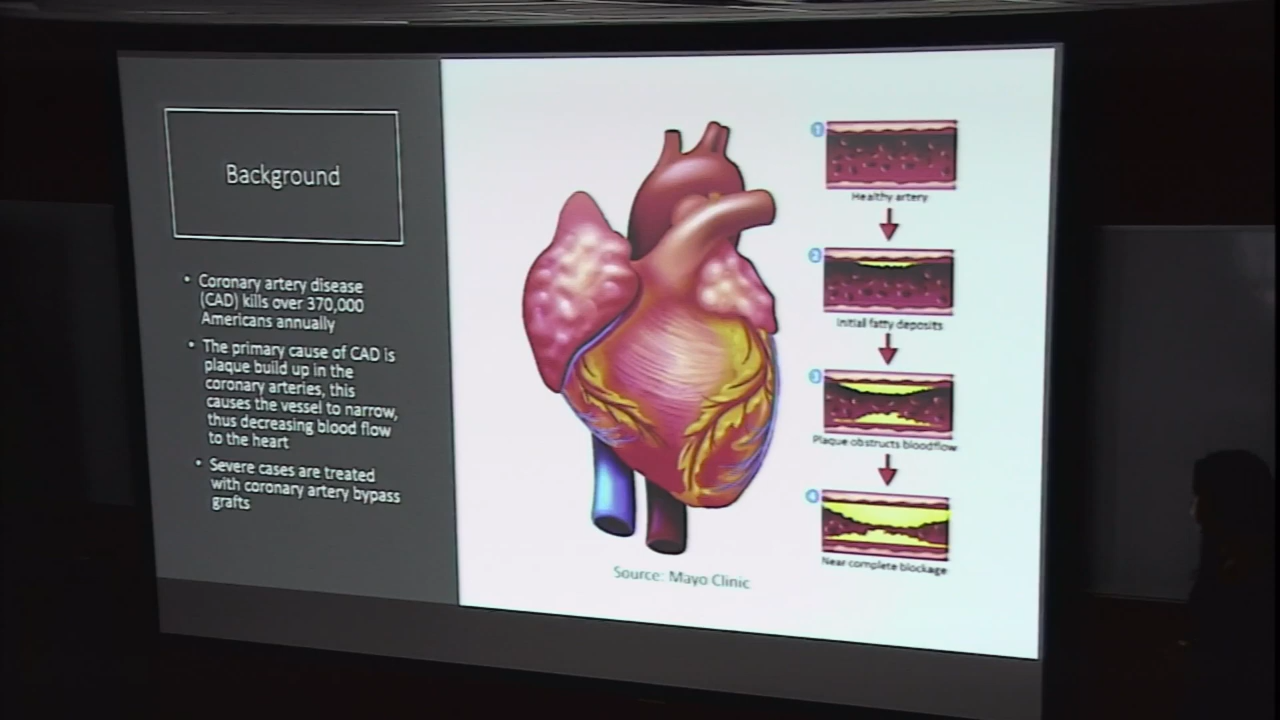 Background
• Coronary artery disease
(CAD) kills over 370,000
Americans annually
• The primary cause of CAD is
plaque build up in the
coronary arteries, this
causes the vessel to narrow,
thus decreasing blood flow
to the heart
• Severe cases are treated
with coronary artery bypass
grafts
Source: Mayo Clinic
1
Healthy artery
2
Initial fatty deposits
3
Plaque obstructs bloodflow
4
Near complete blockage